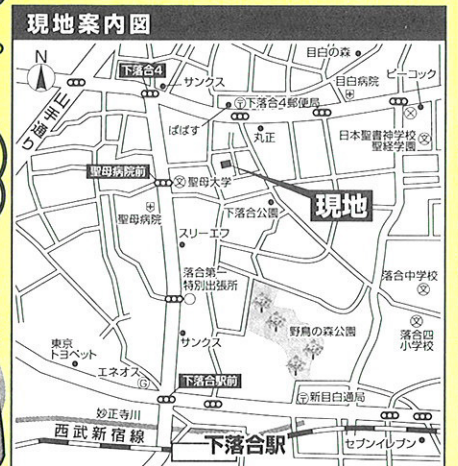 現地案内図
N
目白の森
下落合4
サンクス
目白病院
ピーコック
山手通り
下落合4郵便局
ぱぱす
丸正
日本聖書神学校
聖経学園
聖母病院前
聖母大学
現地
聖母病院
下落合公園
スリーエフ
落合第一
特別出張所
落合中学校
野鳥の森公園
落合四
小学校
東京
トヨペット
サンクス
エネオス
下落合駅前
新目白通局
妙正寺川
西武新宿線
下落合駅
セブンイレブン